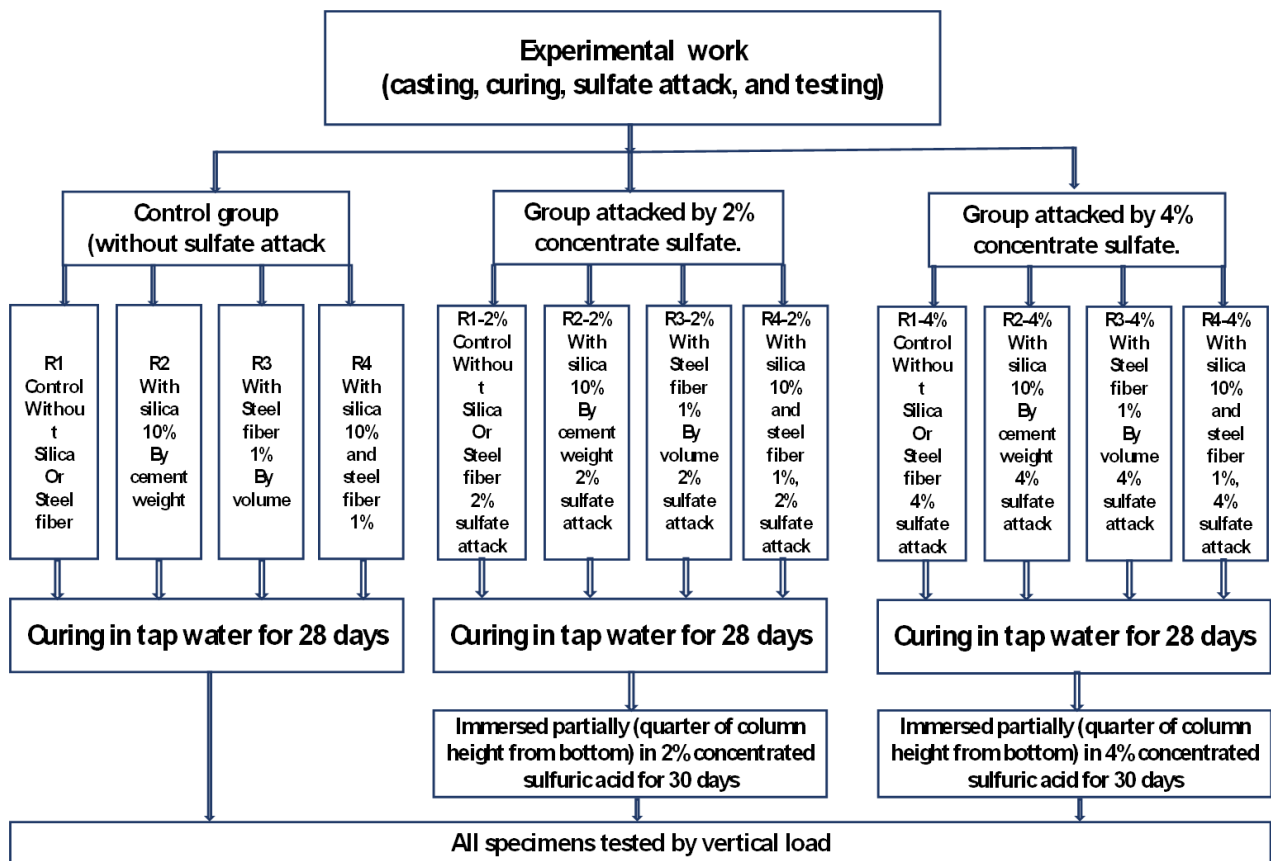 Experimental work
(casting, curing, sulfate attack, and testing)
Control group
(without sulfate attack
Group attacked by 2%
concentrate sulfate.
Group attacked by 4%
concentrate sulfate.
R1
Control
Withou
t
Silica
Or
Steel
fiber
R2
With
silica
10%
By
cement
weight
R3
With
Steel
fiber
1%
By
volume
R4
With
silica
10%
and
steel
fiber
1%
R1-2%
Control
Withou
t
Silica
Or
Steel
fiber
2%
sulfate
attack
R2-2%
With
silica
10%
By
cement
weight
2%
sulfate
attack
R3-2%
With
Steel
fiber
1%
By
volume
2%
sulfate
attack
R4-2%
With
silica
10%
and
steel
fiber
1%,
2%
sulfate
attack
R1-4%
Control
Withou
t
Silica
Or
Steel
fiber
4%
sulfate
attack
R2-4%
With
silica
10%
By
cement
weight
4%
sulfate
attack
R3-4%
With
Steel
fiber
1%
By
volume
4%
sulfate
attack
R4-4%
With
silica
10%
and
steel
fiber
1%,
4%
sulfate
attack
Curing in tap water for 28 days
Curing in tap water for 28 days
Curing in tap water for 28 days
Immersed partially (quarter of column
height from bottom) in 2% concentrated
sulfuric acid for 30 days
Immersed partially (quarter of column
height from bottom) in 4% concentrated
sulfuric acid for 30 days
All specimens tested by vertical load